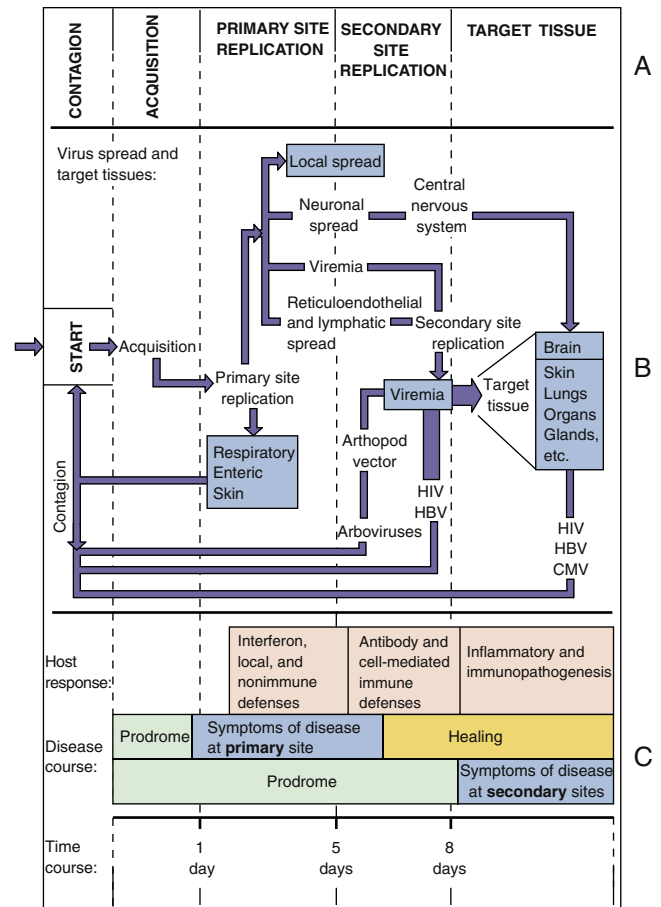 CONTAGION
ACQUISITION
PRIMARY SITE
REPLICATION
SECONDARY
SITE
REPLICATION
TARGET TISSUE
A
Virus spread and
target tissues:
Local spread
Neuronal
spread
Central
nervous
system
Viremia
Reticuloendothelial
and lymphatic
spread
Secondary site
replication
START
Acquisition
Primary site
replication
Respiratory
Enteric
Skin
Contagion
Viremia
Target
tissue
Brain
Skin
Lungs
Organs
Glands,
etc.
B
Arthopod
vector
Arboviruses
HIV
HBV
HIV
HBV
CMV
Host
response:
Interferon,
local, and
nonimmune
defenses
Antibody and
cell-mediated
immune
defenses
Inflammatory and
immunopathogenesis
Disease
course:
Prodrome
Symptoms of disease
at primary site
Healing
Prodrome
Symptoms of disease
at secondary sites
C
Time
course:
1
day
5
days
8
days